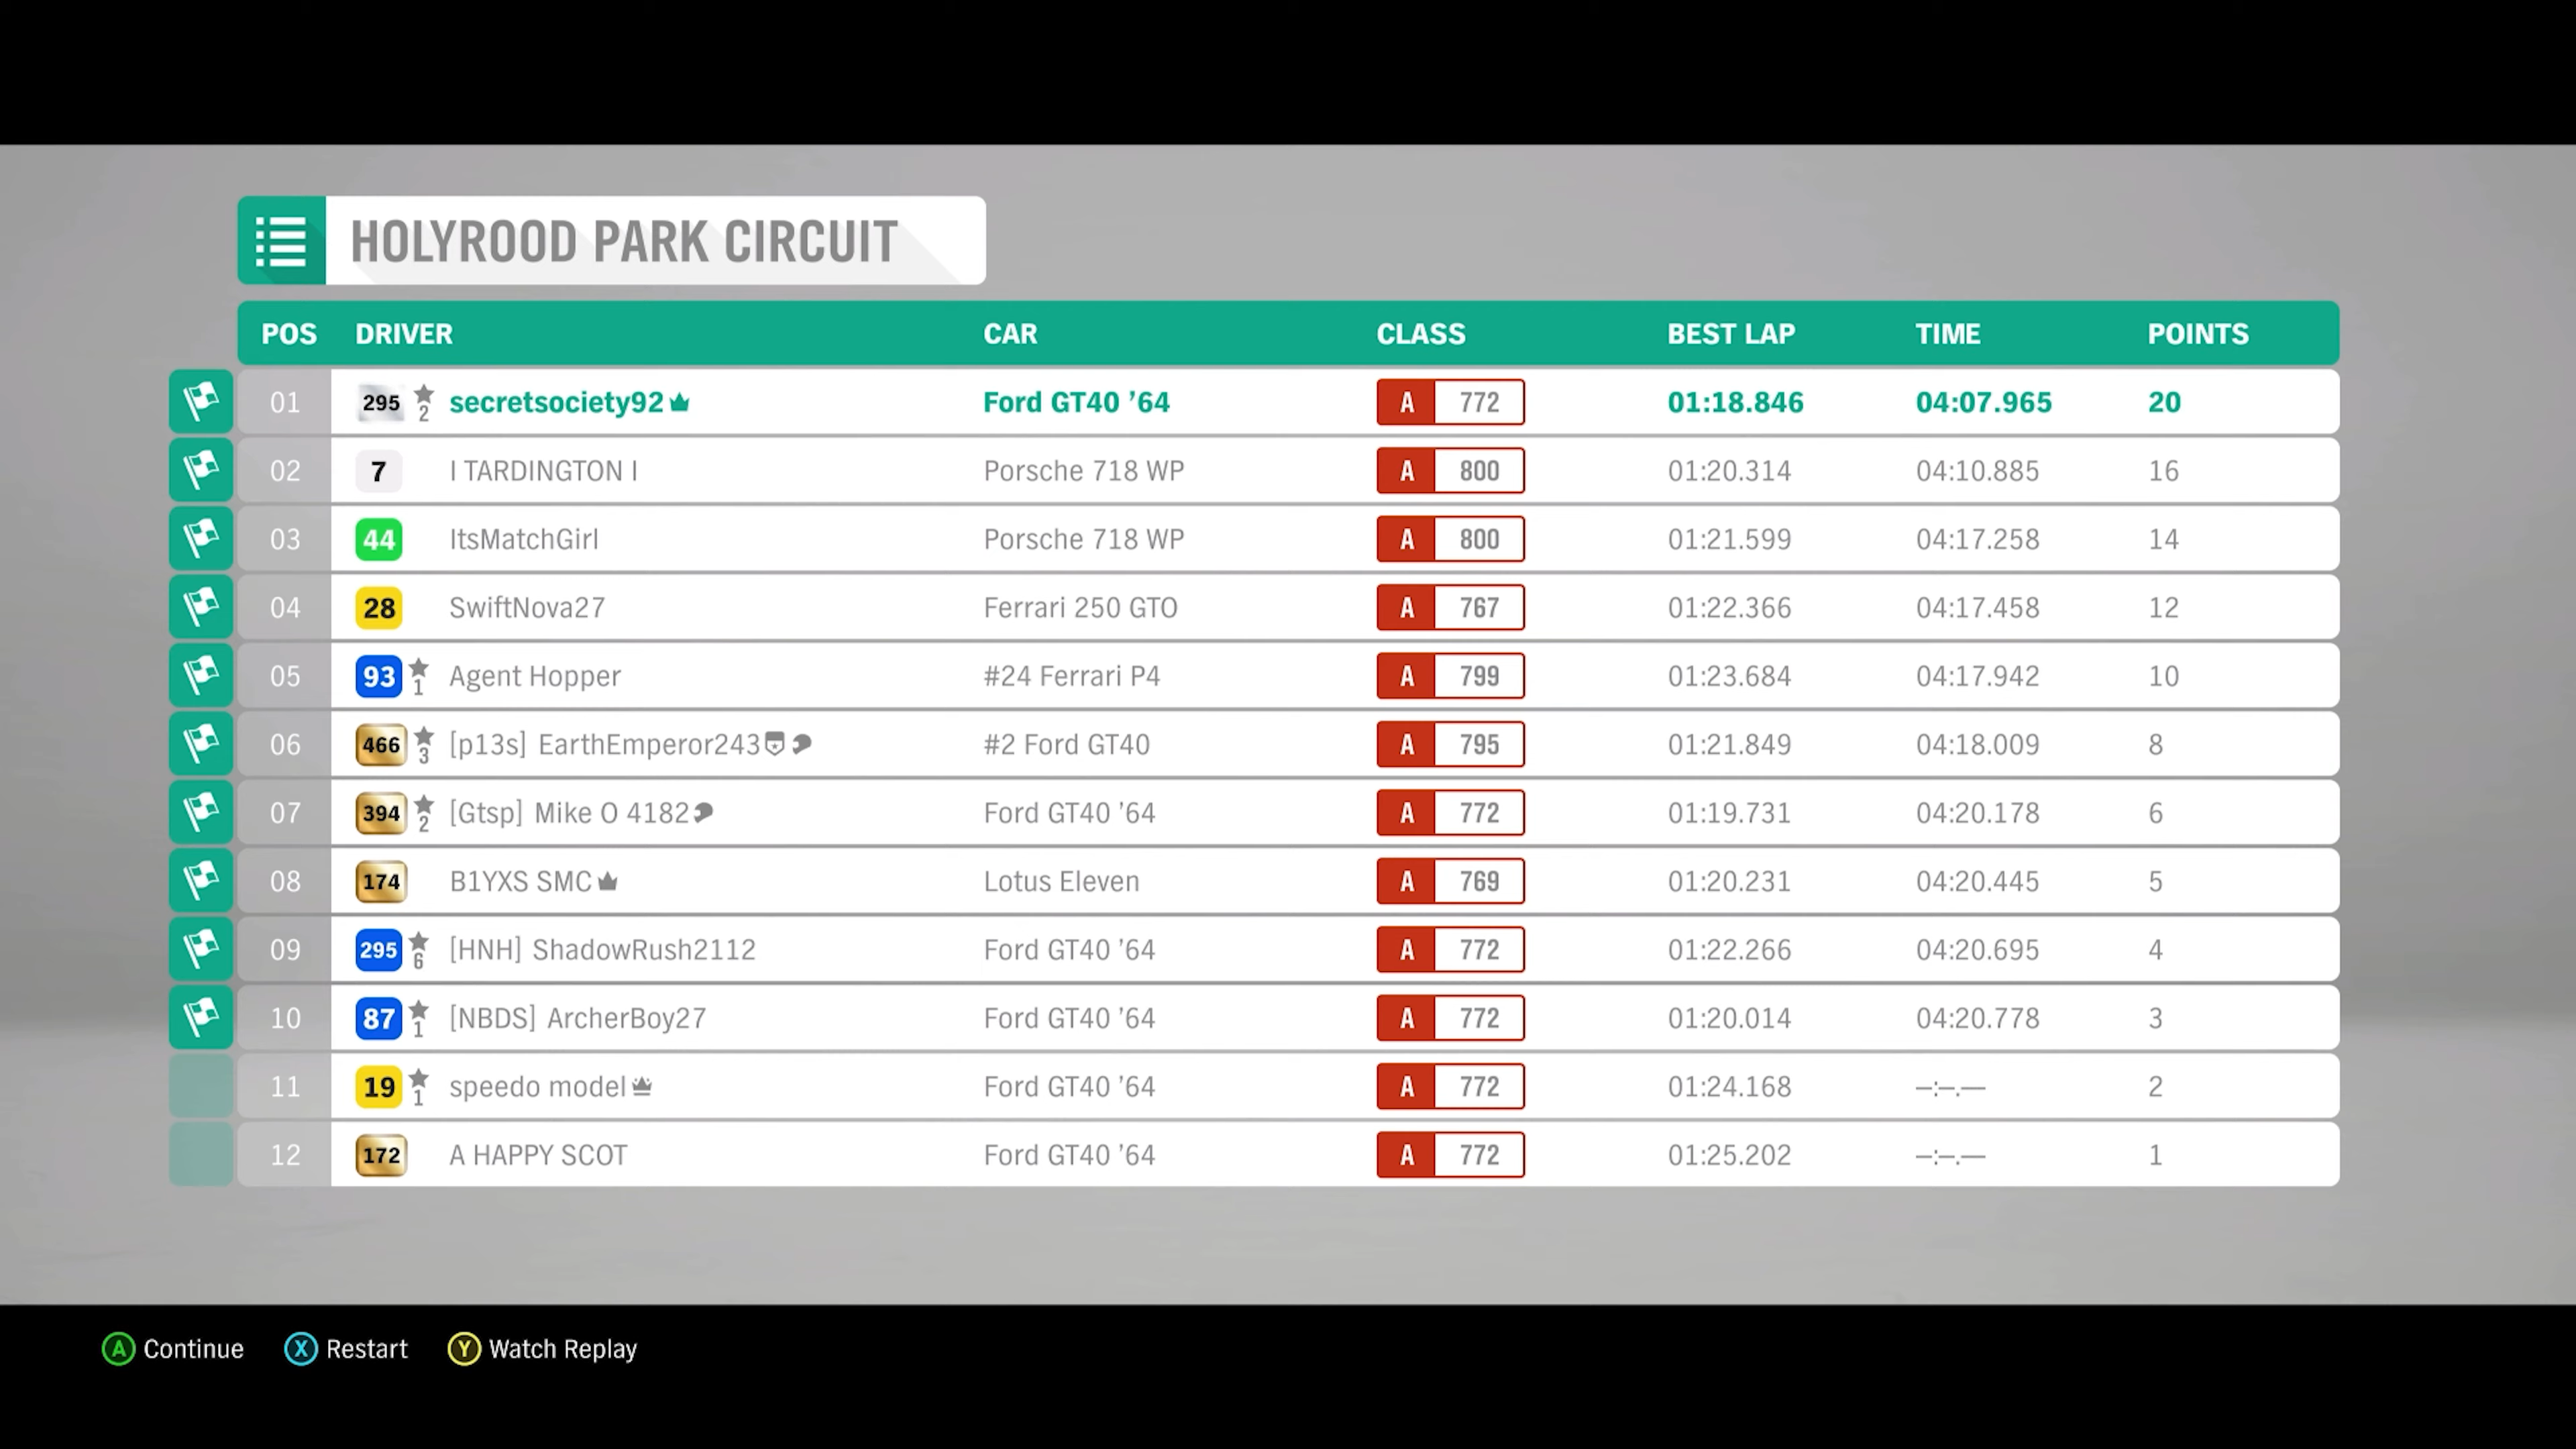 HOLYROOD PARK CIRCUIT
POS DRIVER CAR CLASS BEST LAP TIME POINTS
01 295 2 secretsociety92 Ford GT40 ’64 A 772 01:18.846 04:07.965 20
02 7 I TARDINGTON I Porsche 718 WP A 800 01:20.314 04:10.885 16
03 44 ItsMatchGirl Porsche 718 WP A 800 01:21.599 04:17.258 14
04 28 SwiftNova27 Ferrari 250 GTO A 767 01:22.366 04:17.458 12
05 93 1 Agent Hopper #24 Ferrari P4 A 799 01:23.684 04:17.942 10
06 466 3 [p13s] EarthEmperor243 #2 Ford GT40 A 795 01:21.849 04:18.009 8
07 394 2 [Gtsp] Mike O 4182 Ford GT40 ’64 A 772 01:19.731 04:20.178 6
08 174 B1YXS SMC Lotus Eleven A 769 01:20.231 04:20.445 5
09 295 6 [HNH] ShadowRush2112 Ford GT40 ’64 A 772 01:22.266 04:20.695 4
10 87 1 [NBDS] ArcherBoy27 Ford GT40 ’64 A 772 01:20.014 04:20.778 3
11 19 1 speedo model Ford GT40 ’64 A 772 01:24.168 –:–.–– 2
12 172 A HAPPY SCOT Ford GT40 ’64 A 772 01:25.202 –:–.–– 1
A Continue X Restart Y Watch Replay